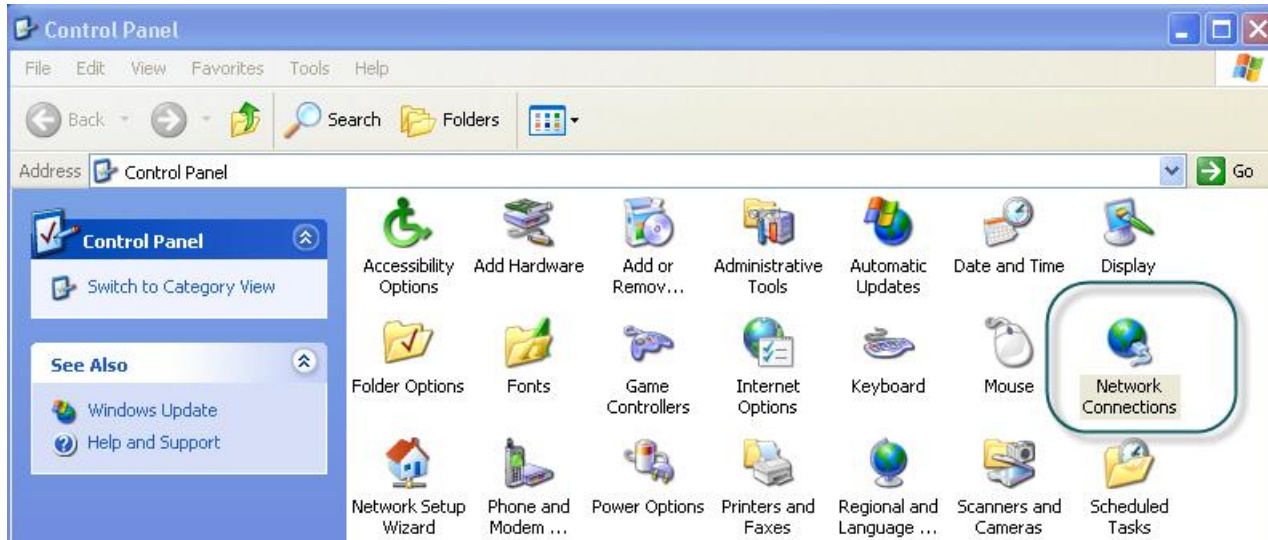 Control Panel
File Edit View Favorites Tools Help
Back Search Folders
Address Control Panel Go
Control Panel
Switch to Category View
See Also
Windows Update
Help and Support
Accessibility Options
Add Hardware
Add or Remov...
Administrative Tools
Automatic Updates
Date and Time
Display
Folder Options
Fonts
Game Controllers
Internet Options
Keyboard
Mouse
Network Connections
Network Setup Wizard
Phone and Modem ...
Power Options
Printers and Faxes
Regional and Language ...
Scanners and Cameras
Scheduled Tasks